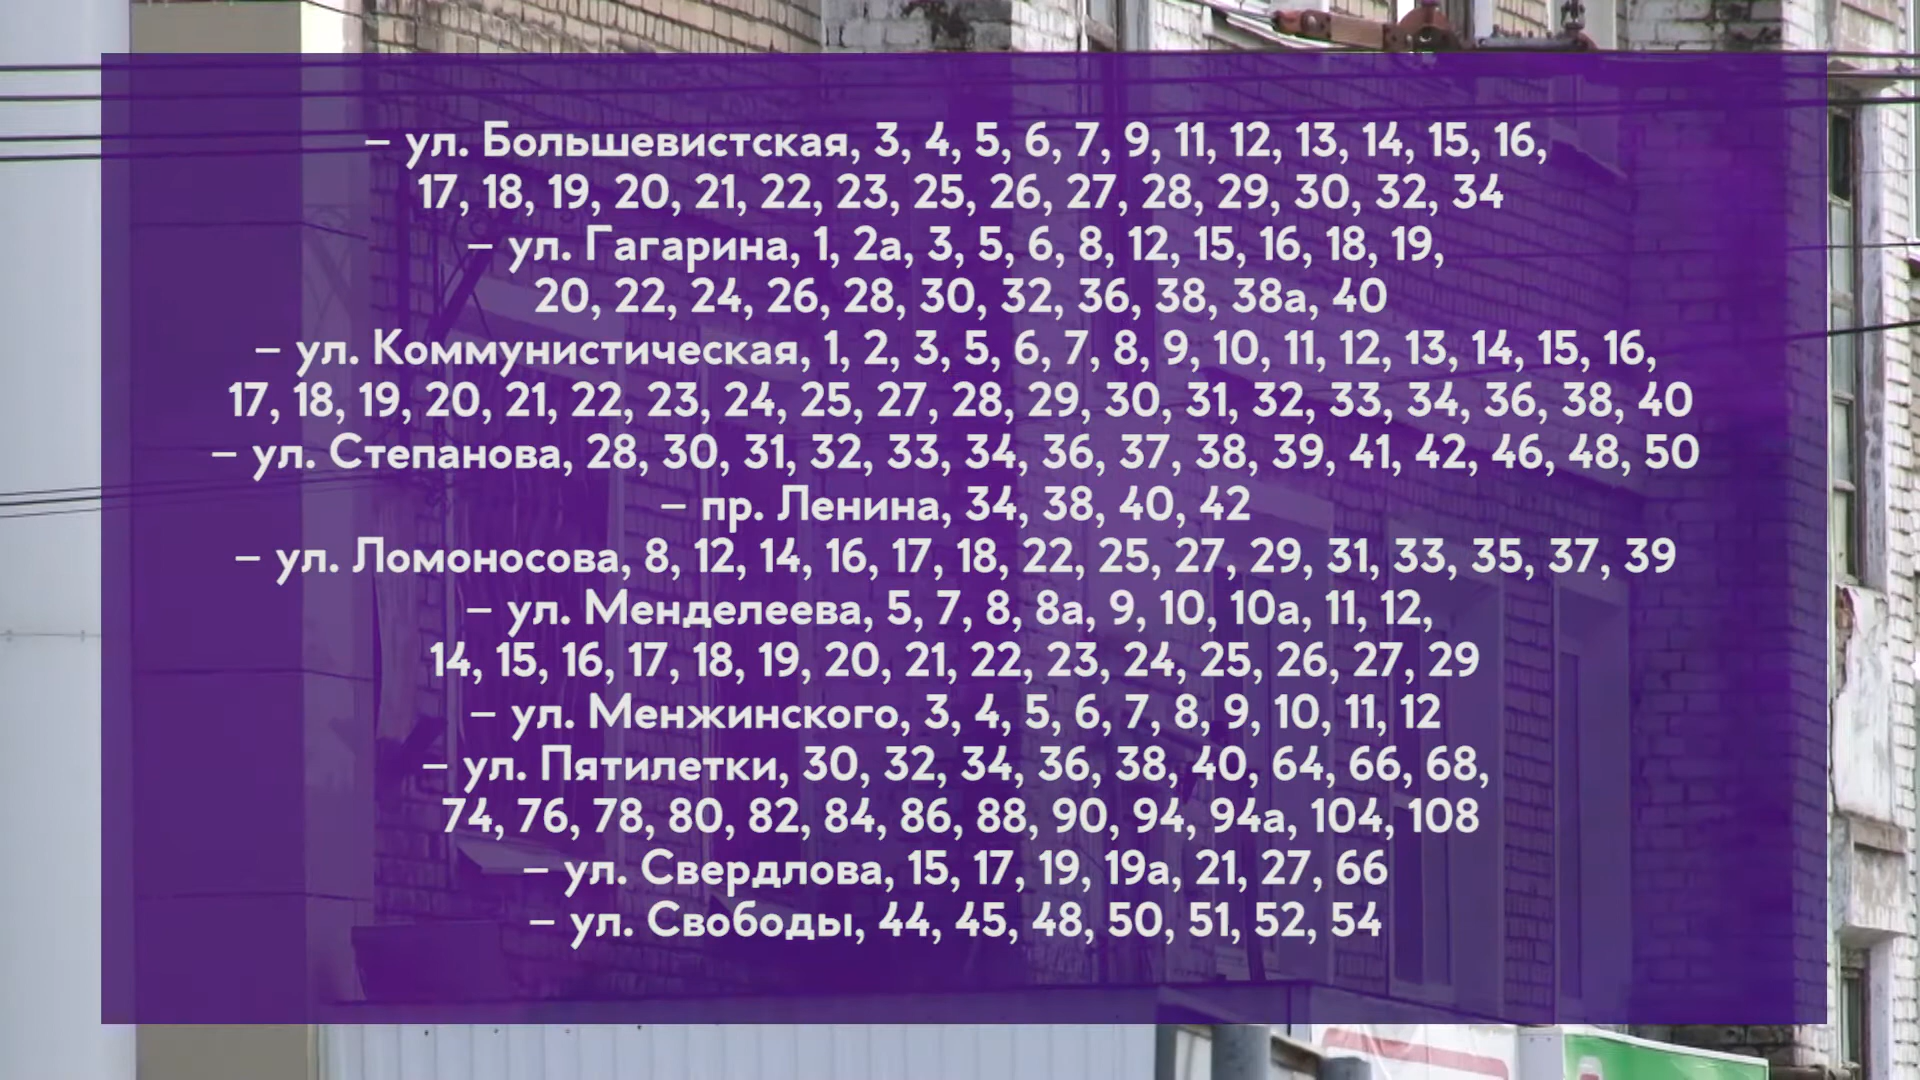 – ул. Большевистская, 3, 4, 5, 6, 7, 9, 11, 12, 13, 14, 15, 16,
17, 18, 19, 20, 21, 22, 23, 25, 26, 27, 28, 29, 30, 32, 34
– ул. Гагарина, 1, 2а, 3, 5, 6, 8, 12, 15, 16, 18, 19,
20, 22, 24, 26, 28, 30, 32, 36, 38, 38а, 40
– ул. Коммунистическая, 1, 2, 3, 5, 6, 7, 8, 9, 10, 11, 12, 13, 14, 15, 16,
17, 18, 19, 20, 21, 22, 23, 24, 25, 27, 28, 29, 30, 31, 32, 33, 34, 36, 38, 40
– ул. Степанова, 28, 30, 31, 32, 33, 34, 36, 37, 38, 39, 41, 42, 46, 48, 50
– пр. Ленина, 34, 38, 40, 42
– ул. Ломоносова, 8, 12, 14, 16, 17, 18, 22, 25, 27, 29, 31, 33, 35, 37, 39
– ул. Менделеева, 5, 7, 8, 8а, 9, 10, 10а, 11, 12,
14, 15, 16, 17, 18, 19, 20, 21, 22, 23, 24, 25, 26, 27, 29
– ул. Менжинского, 3, 4, 5, 6, 7, 8, 9, 10, 11, 12
– ул. Пятилетки, 30, 32, 34, 36, 38, 40, 64, 66, 68,
74, 76, 78, 80, 82, 84, 86, 88, 90, 94, 94а, 104, 108
– ул. Свердлова, 15, 17, 19, 19а, 21, 27, 66
– ул. Свободы, 44, 45, 48, 50, 51, 52, 54